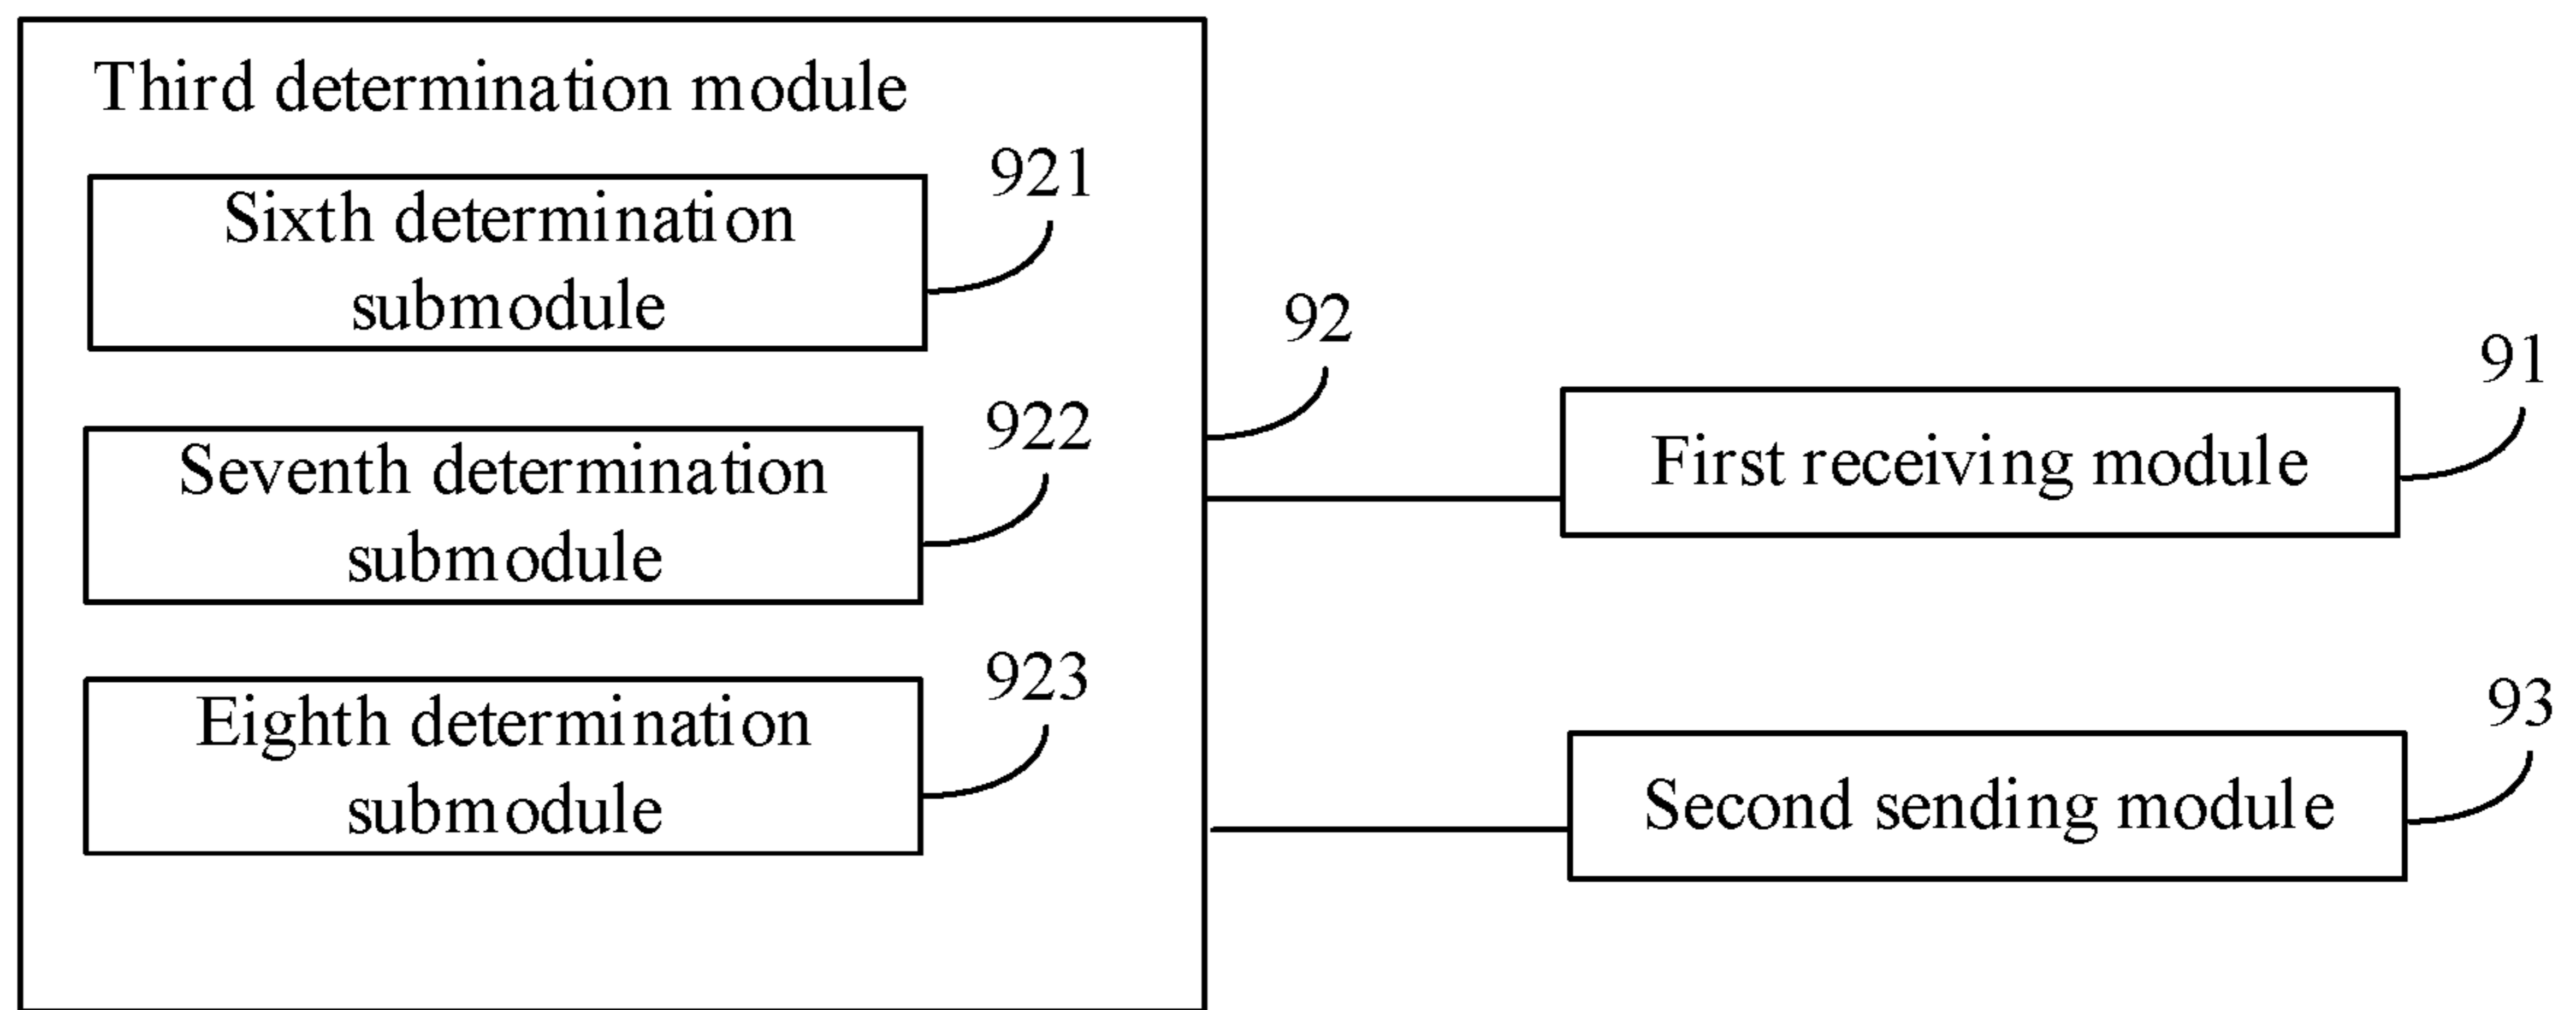 Third determination module
921
Sixth determination
submodule
92
91
922
First receiving module
Seventh determination
submodule
923
93
Eighth determination
submodule
Second sending module